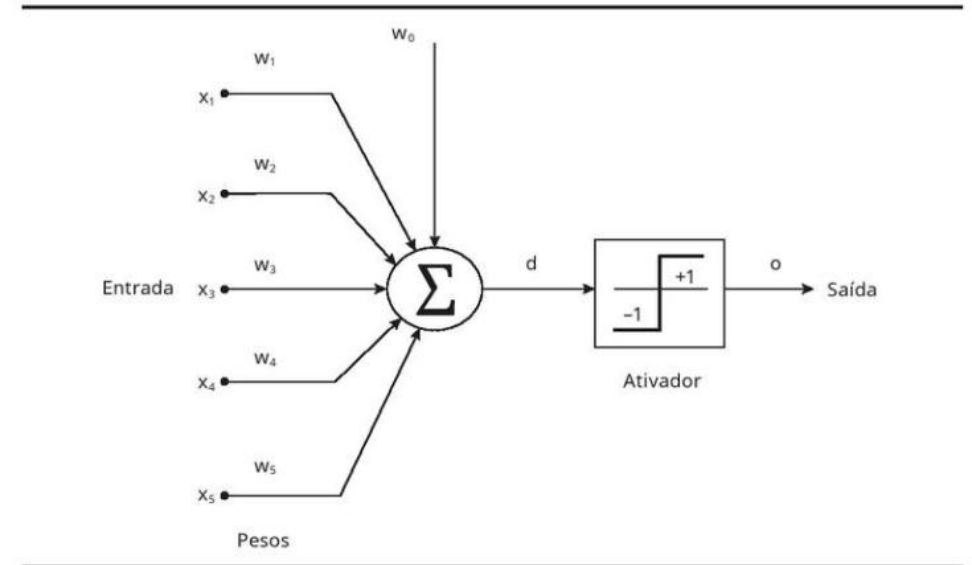 w₀
w₁
x₁
w₂
x₂
w₃
Entrada x₃
Σ
d
+1
−1
o
Saída
Ativador
w₄
x₄
w₅
x₅
Pesos